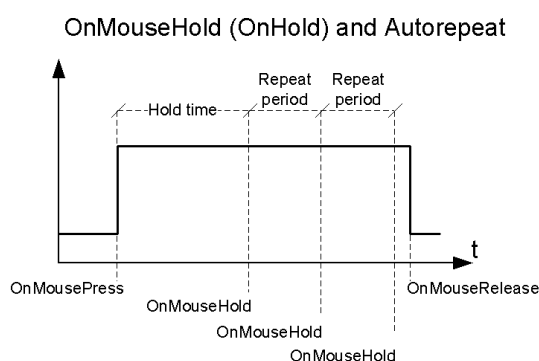 OnMouseHold (OnHold) and Autorepeat
Repeat
period
Repeat
period
Hold time
t
OnMousePress
OnMouseRelease
OnMouseHold
OnMouseHold
OnMouseHold